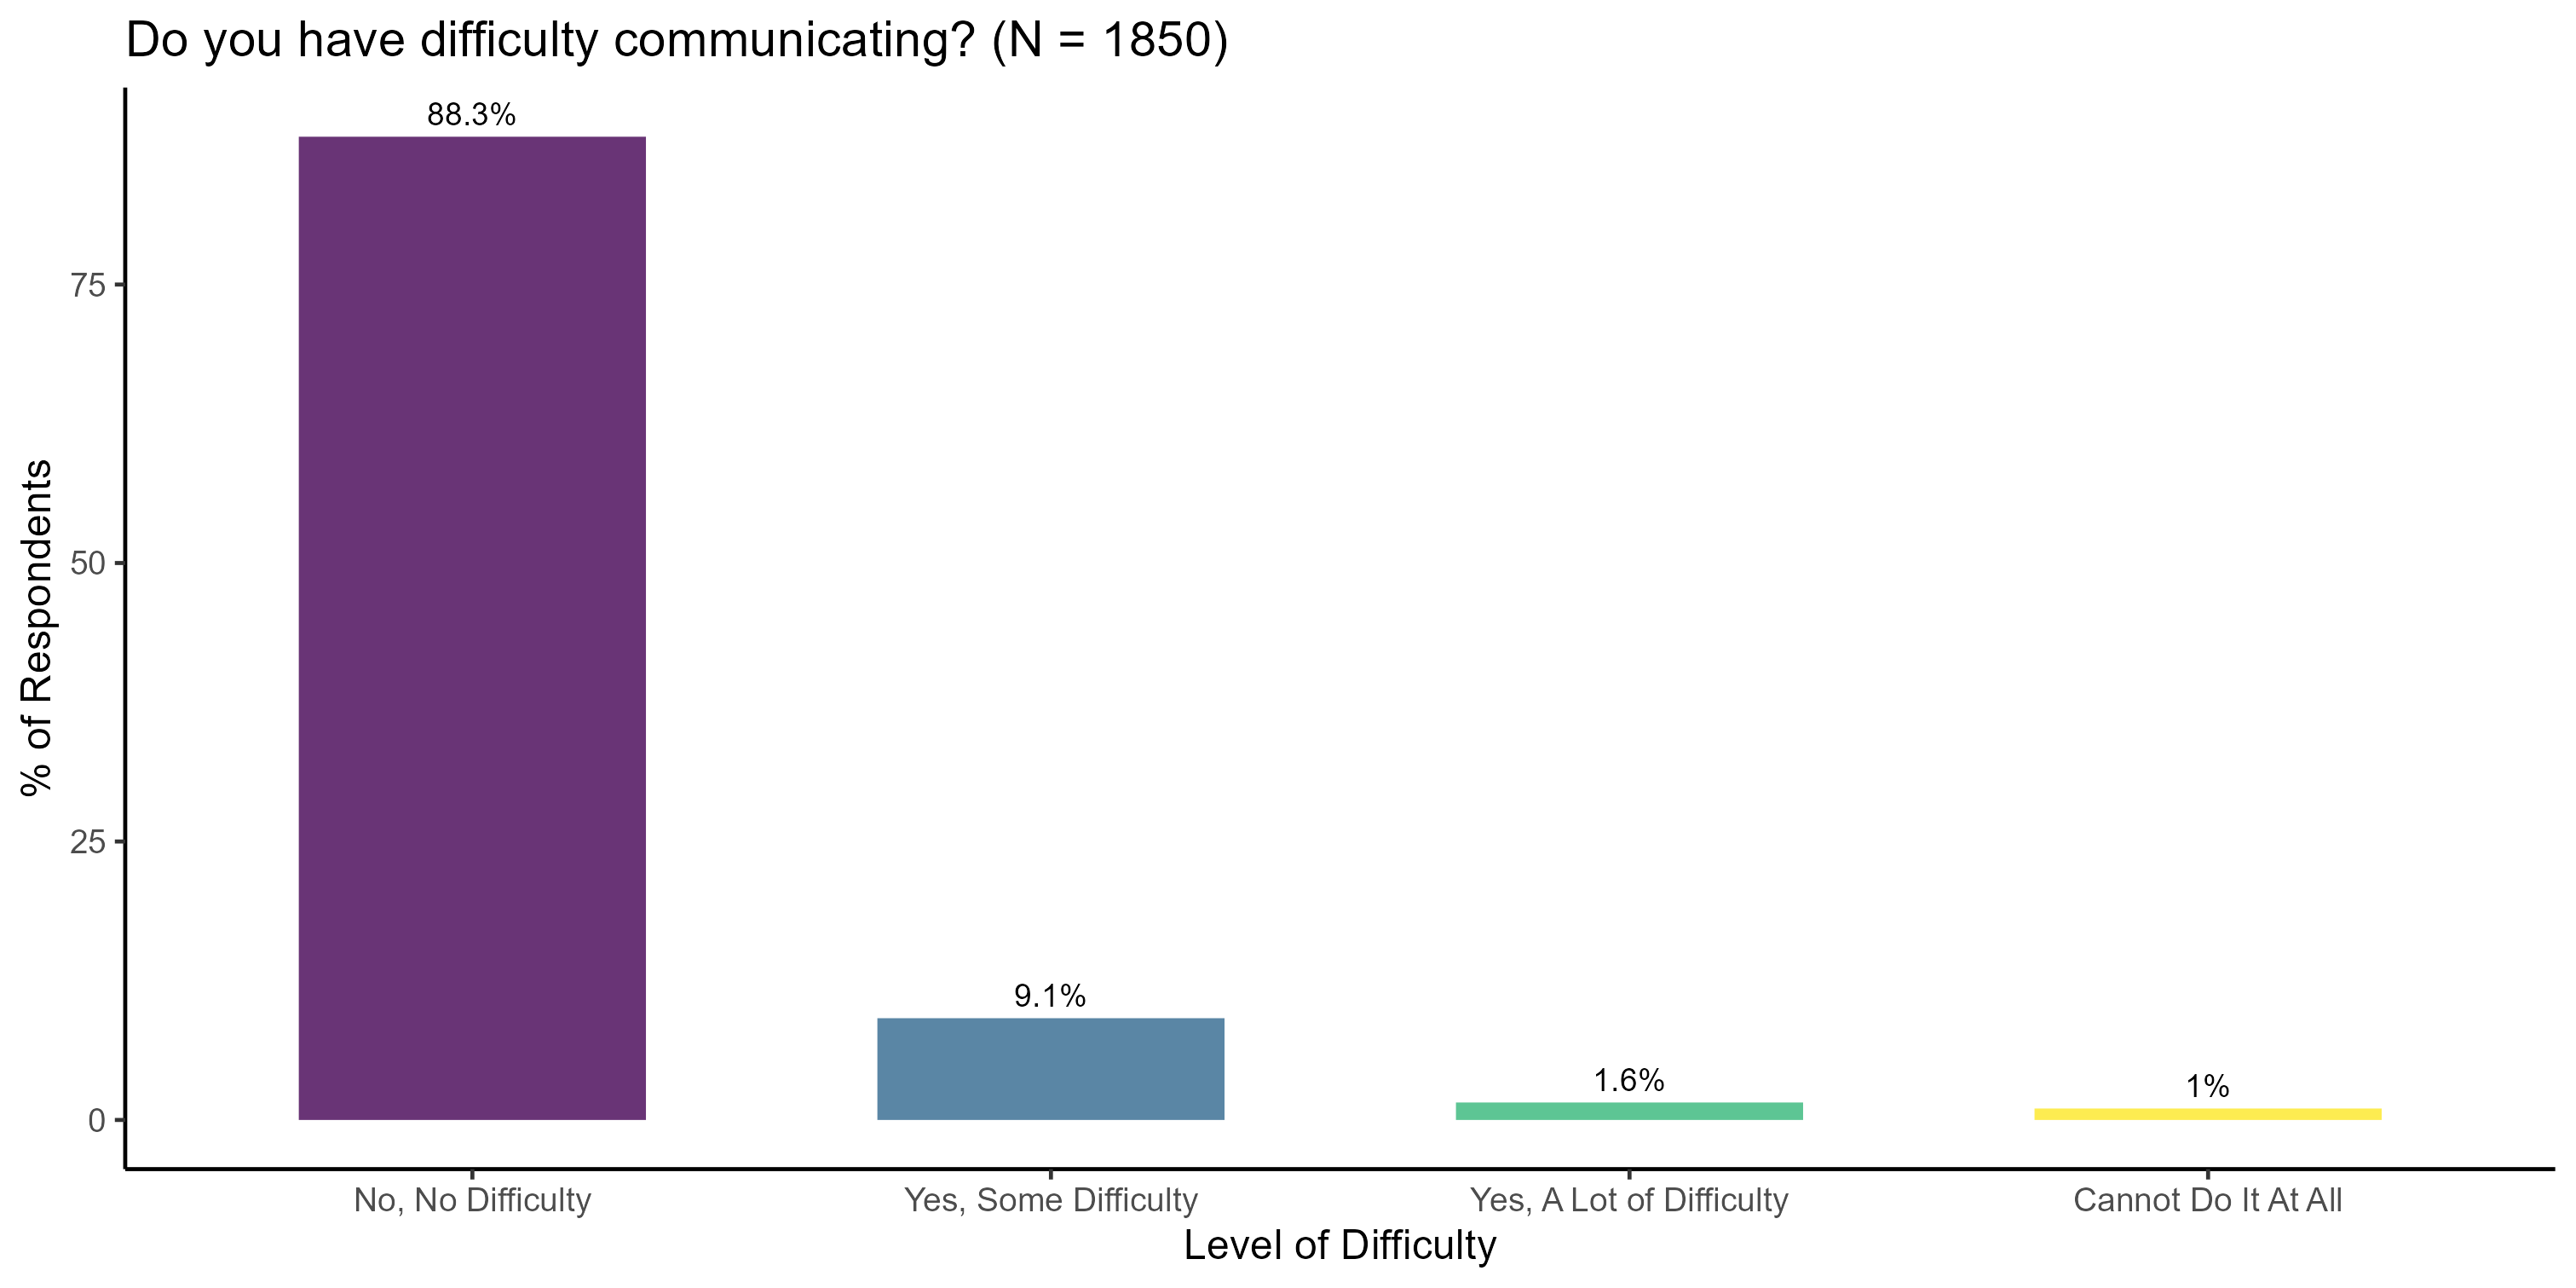 Do you have difficulty communicating? (N = 1850)
% of Respondents
75
50
25
0
88.3%
9.1%
1.6%
1%
No, No Difficulty
Yes, Some Difficulty
Yes, A Lot of Difficulty
Cannot Do It At All
Level of Difficulty